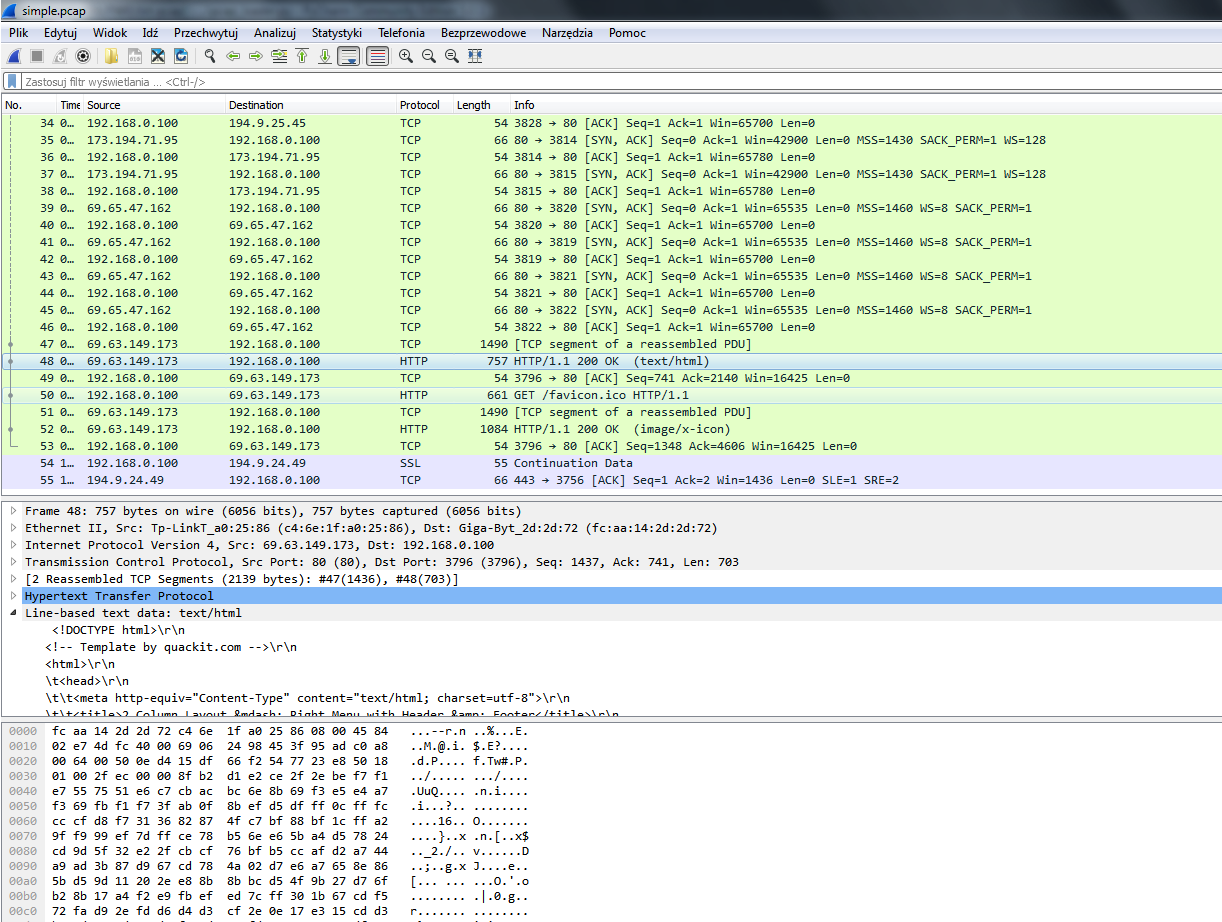 simple.pcap
Plik Edytuj Widok Idź Przechwytuj Analizuj Statystyki Telefonia Bezprzewodowe Narzędzia Pomoc
Zastosuj filtr wyświetlania ... <Ctrl-/>
No. Time Source Destination Protocol Length Info
34 0… 192.168.0.100 194.9.25.45 TCP 54 3828 → 80 [ACK] Seq=1 Ack=1 Win=65700 Len=0
35 0… 173.194.71.95 192.168.0.100 TCP 66 80 → 3814 [SYN, ACK] Seq=0 Ack=1 Win=42900 Len=0 MSS=1430 SACK_PERM=1 WS=128
36 0… 192.168.0.100 173.194.71.95 TCP 54 3814 → 80 [ACK] Seq=1 Ack=1 Win=65780 Len=0
37 0… 173.194.71.95 192.168.0.100 TCP 66 80 → 3815 [SYN, ACK] Seq=0 Ack=1 Win=42900 Len=0 MSS=1430 SACK_PERM=1 WS=128
38 0… 192.168.0.100 173.194.71.95 TCP 54 3815 → 80 [ACK] Seq=1 Ack=1 Win=65780 Len=0
39 0… 69.65.47.162 192.168.0.100 TCP 66 80 → 3820 [SYN, ACK] Seq=0 Ack=1 Win=65535 Len=0 MSS=1460 WS=8 SACK_PERM=1
40 0… 192.168.0.100 69.65.47.162 TCP 54 3820 → 80 [ACK] Seq=1 Ack=1 Win=65700 Len=0
41 0… 69.65.47.162 192.168.0.100 TCP 66 80 → 3819 [SYN, ACK] Seq=0 Ack=1 Win=65535 Len=0 MSS=1460 WS=8 SACK_PERM=1
42 0… 192.168.0.100 69.65.47.162 TCP 54 3819 → 80 [ACK] Seq=1 Ack=1 Win=65700 Len=0
43 0… 69.65.47.162 192.168.0.100 TCP 66 80 → 3821 [SYN, ACK] Seq=0 Ack=1 Win=65535 Len=0 MSS=1460 WS=8 SACK_PERM=1
44 0… 192.168.0.100 69.65.47.162 TCP 54 3821 → 80 [ACK] Seq=1 Ack=1 Win=65700 Len=0
45 0… 69.65.47.162 192.168.0.100 TCP 66 80 → 3822 [SYN, ACK] Seq=0 Ack=1 Win=65535 Len=0 MSS=1460 WS=8 SACK_PERM=1
46 0… 192.168.0.100 69.65.47.162 TCP 54 3822 → 80 [ACK] Seq=1 Ack=1 Win=65700 Len=0
47 0… 69.63.149.173 192.168.0.100 TCP 1490 [TCP segment of a reassembled PDU]
48 0… 69.63.149.173 192.168.0.100 HTTP 757 HTTP/1.1 200 OK (text/html)
49 0… 192.168.0.100 69.63.149.173 TCP 54 3796 → 80 [ACK] Seq=741 Ack=2140 Win=16425 Len=0
50 0… 192.168.0.100 69.63.149.173 HTTP 661 GET /favicon.ico HTTP/1.1
51 0… 69.63.149.173 192.168.0.100 TCP 1490 [TCP segment of a reassembled PDU]
52 0… 69.63.149.173 192.168.0.100 HTTP 1084 HTTP/1.1 200 OK (image/x-icon)
53 0… 192.168.0.100 69.63.149.173 TCP 54 3796 → 80 [ACK] Seq=1348 Ack=4606 Win=16425 Len=0
54 1… 192.168.0.100 194.9.24.49 SSL 55 Continuation Data
55 1… 194.9.24.49 192.168.0.100 TCP 66 443 → 3756 [ACK] Seq=1 Ack=2 Win=1436 Len=0 SLE=1 SRE=2
Frame 48: 757 bytes on wire (6056 bits), 757 bytes captured (6056 bits)
Ethernet II, Src: Tp-LinkT_a0:25:86 (c4:6e:1f:a0:25:86), Dst: Giga-Byt_2d:2d:72 (fc:aa:14:2d:2d:72)
Internet Protocol Version 4, Src: 69.63.149.173, Dst: 192.168.0.100
Transmission Control Protocol, Src Port: 80 (80), Dst Port: 3796 (3796), Seq: 1437, Ack: 741, Len: 703
[2 Reassembled TCP Segments (2139 bytes): #47(1436), #48(703)]
Hypertext Transfer Protocol
Line-based text data: text/html
<!DOCTYPE html>\r\n
<!-- Template by quackit.com -->\r\n
<html>\r\n
\t<head>\r\n
\t\t<meta http-equiv="Content-Type" content="text/html; charset=utf-8">\r\n
\t\t<title>2 Column Layout &mdash; Right Menu with Header &amp; Footer</title>\r\n
0000 fc aa 14 2d 2d 72 c4 6e 1f a0 25 86 08 00 45 84 ...--r.n ..%...E.
0010 02 e7 4d fc 40 00 69 06 24 98 45 3f 95 ad c0 a8 ..M.@.i. $.E?....
0020 00 64 00 50 0e d4 15 df 66 f2 54 77 23 e8 50 18 .d.P.... f.Tw#.P.
0030 01 00 2f ec 00 00 8f b2 d1 e2 ce 2f 2e be f7 f1 ../..... .../....
0040 e7 55 75 51 e6 c7 cb ac bc 6e 8b 69 f3 e5 e4 a7 .UuQ.... .n.i....
0050 f3 69 fb f1 f7 3f ab 0f 8b ef d5 df ff 0c ff fc .i...?.. ........
0060 cc cf d8 f7 31 36 82 87 4f c7 bf 88 bf 1c ff a2 ....16.. O.......
0070 9f f9 99 ef 7d ff ce 78 b5 6e e6 5b a4 d5 78 24 ....}..x .n.[..x$
0080 cd 9d 5f 32 e2 2f cb cf 76 bf b5 cc af d2 a7 44 .._2./.. v......D
0090 a9 ad 3b 87 d9 67 cd 78 4a 02 d7 e6 a7 65 8e 86 ..;..g.x J....e..
00a0 5b d5 9d 11 20 2e e8 8b 8b bc d5 4f 9b 27 d7 6f [... ... ...O.'.o
00b0 b2 8b 17 a4 f2 e9 fb ef ed 7c ff 30 1b 67 cd f5 ........ .|.0.g..
00c0 72 fa d9 2e fd d6 d4 d3 cf 2e 0e 17 e3 15 cd d3 r....... ........